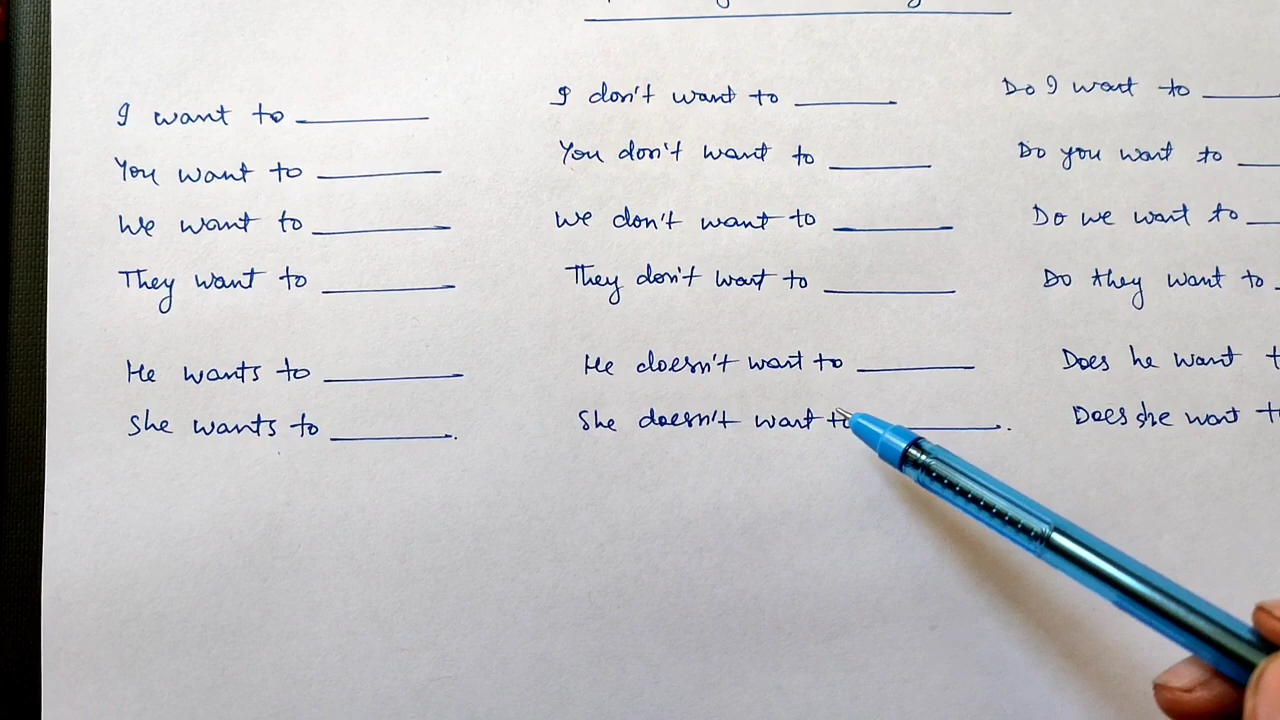 I want to ________
You want to ________
We want to ________
They want to ________
He wants to ________
She wants to ________.
I don't want to ________
You don't want to ________
We don't want to ________
They don't want to ________
He doesn't want to ________
She doesn't want to ________.
Do I want to ________
Do you want to ________
Do we want to ________
Do they want to
Does he want
Does she want